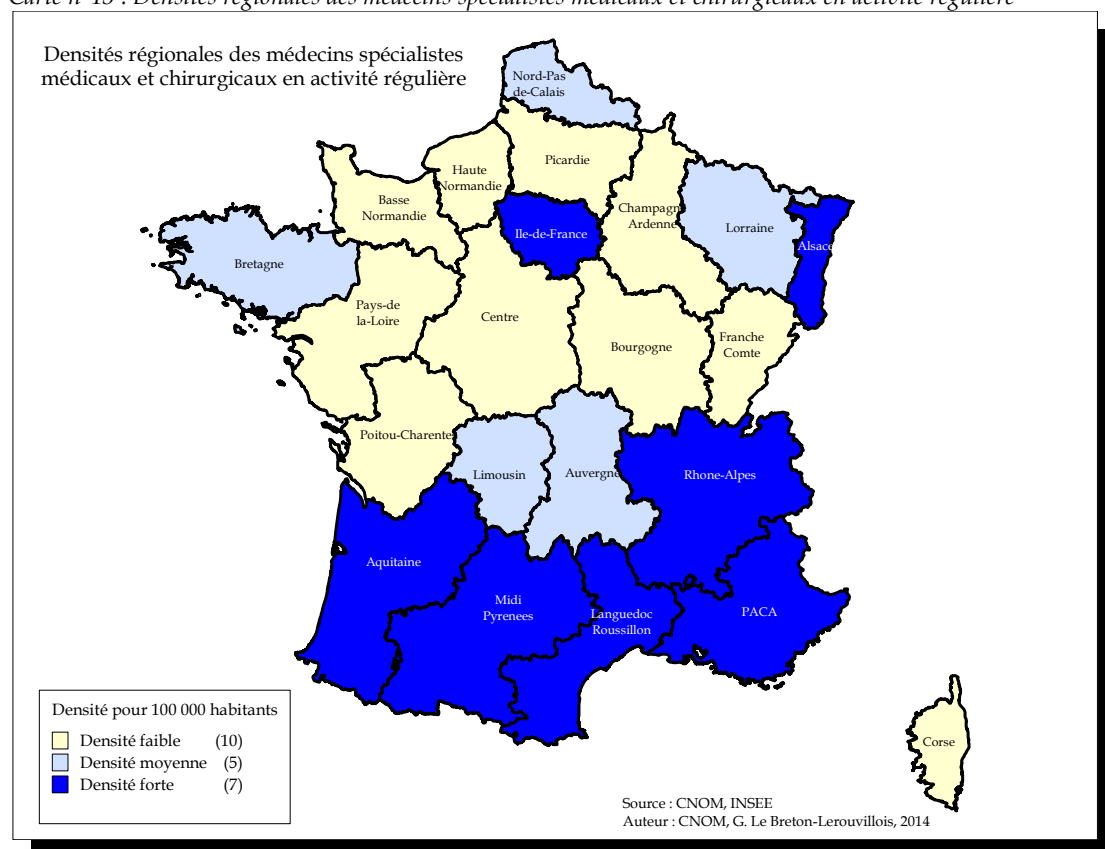 Carte n°13 : Densités régionales des médecins spécialistes médicaux et chirurgicaux en activité régulière
Densités régionales des médecins spécialistes
médicaux et chirurgicaux en activité régulière
Nord-Pas
de-Calais
Picardie
Haute
Normandie
Basse
Normandie
Champagn
Ardenne
Ile-de-France
Lorraine
Alsace
Bretagne
Pays-de
la-Loire
Centre
Bourgogne
Franche
Comte
Poitou-Charente
Limousin
Auvergne
Rhone-Alpes
Aquitaine
Midi
Pyrenees
Languedoc
Roussillon
PACA
Corse
Densité pour 100 000 habitants
Densité faible (10)
Densité moyenne (5)
Densité forte (7)
Source : CNOM, INSEE
Auteur : CNOM, G. Le Breton-Lerouvillois, 2014